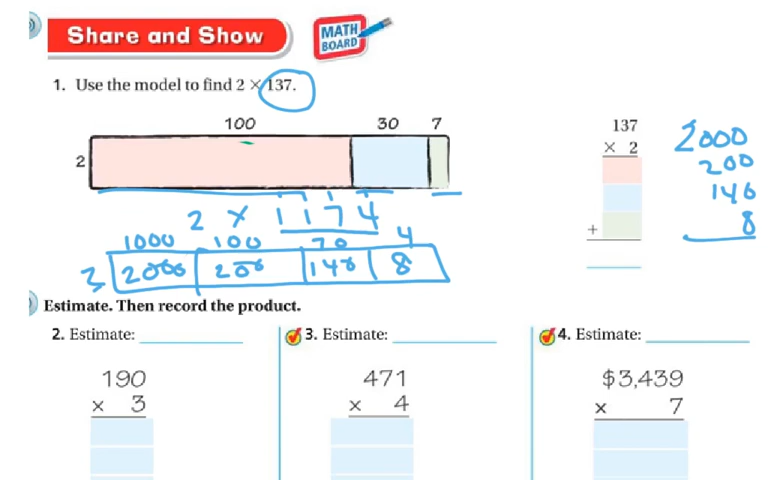 Share and Show
MATH
BOARD
1. Use the model to find 2 × 137.
100 30 7
2
137
× 2
+
2000
200
140
8
2 × 1174
1000 100 70 4
2000 200 140 8
Estimate. Then record the product.
2. Estimate:
190
× 3
3. Estimate:
471
× 4
4. Estimate:
$3,439
× 7